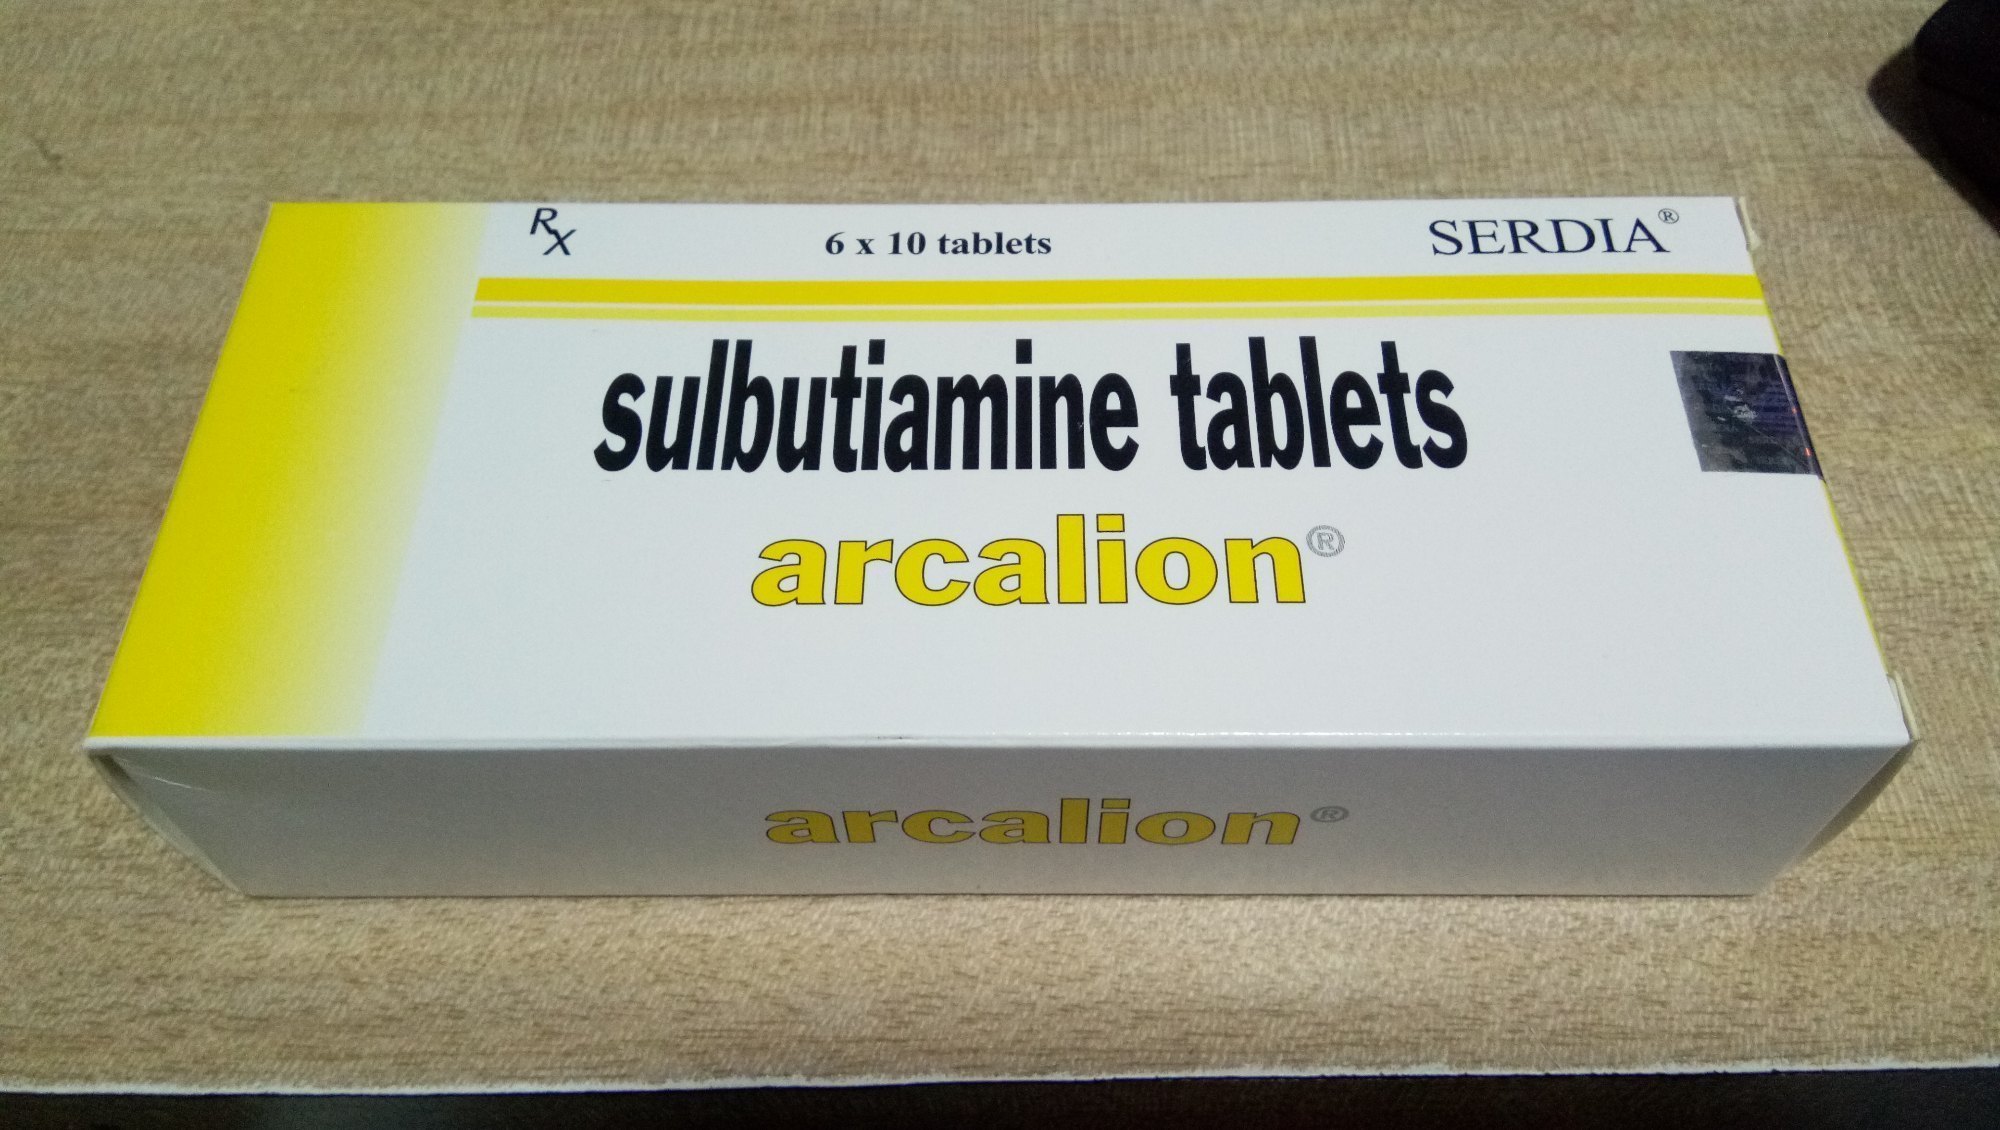 Rx
6 x 10 tablets
SERDIA®
sulbutiamine tablets
arcalion®
arcalion®